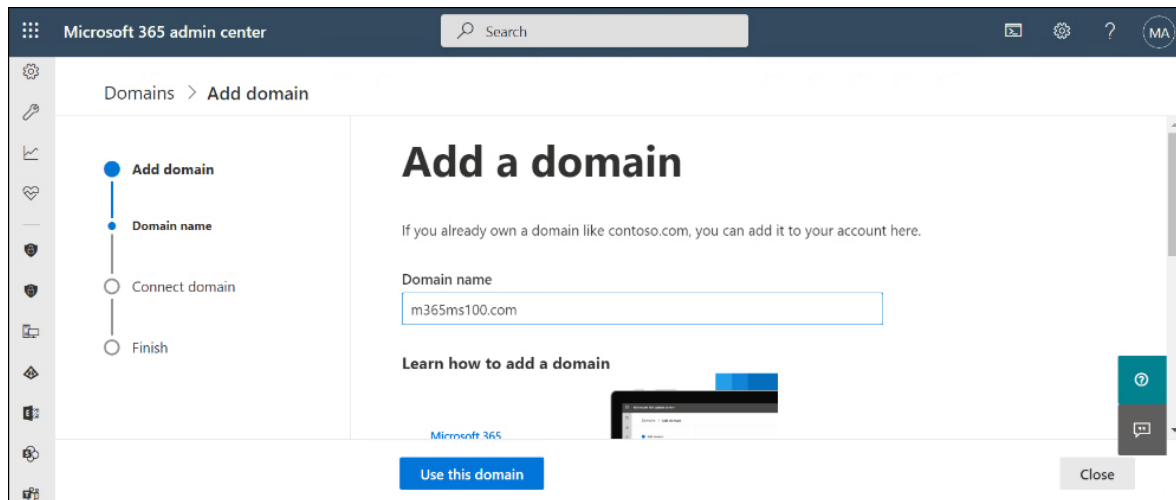 Microsoft 365 admin center
Search
MA
Domains > Add domain
Add domain
Domain name
Connect domain
Finish
Add a domain
If you already own a domain like contoso.com, you can add it to your account here.
Domain name
m365ms100.com
Learn how to add a domain
Microsoft 365
Use this domain
Close